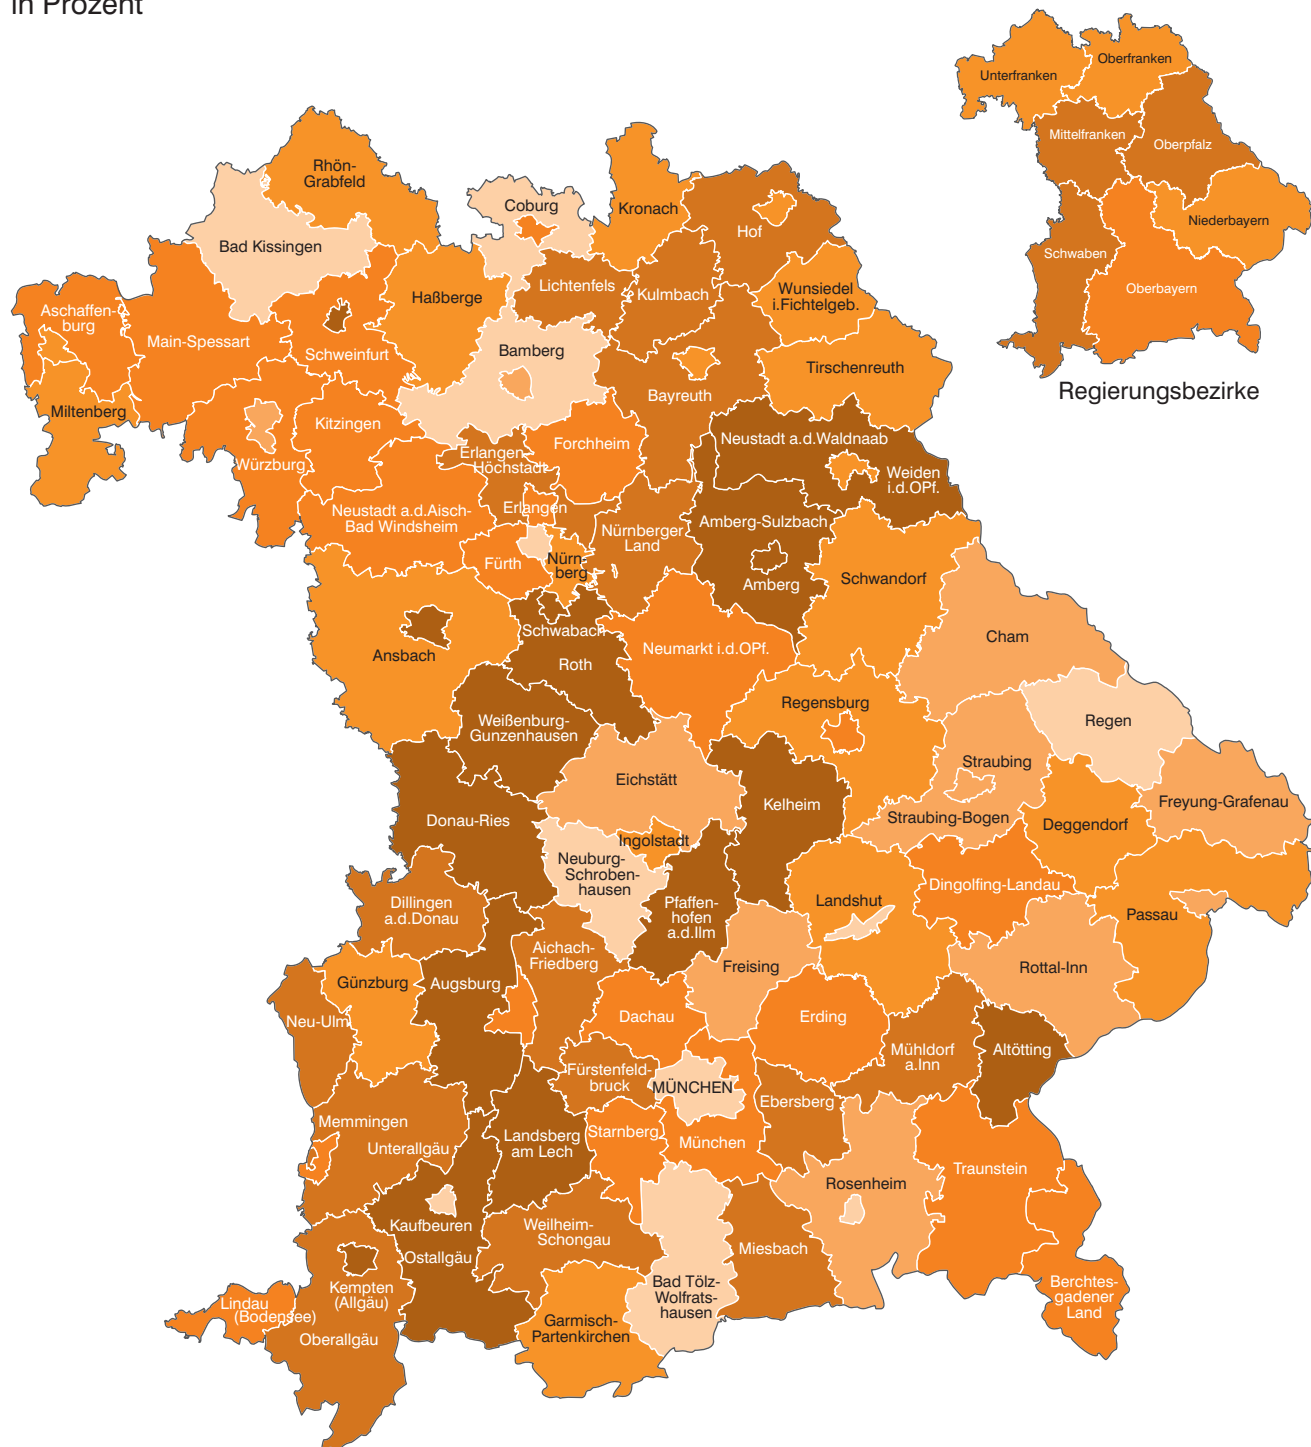 in Prozent
Unterfranken
Oberfranken
Mittelfranken
Oberpfalz
Niederbayern
Schwaben
Oberbayern
Regierungsbezirke
Rhön-
Grabfeld
Coburg
Kronach
Bad Kissingen
Hof
Lichtenfels
Kulmbach
Wunsiedel
i.Fichtelgeb.
Haßberge
Aschaffen-
burg
Main-Spessart
Schweinfurt
Bamberg
Tirschenreuth
Bayreuth
Miltenberg
Kitzingen
Forchheim
Neustadt a.d.Waldnaab
Erlangen-
Höchstadt
Würzburg
Weiden
i.d.OPf.
Neustadt a.d.Aisch-
Bad Windsheim
Erlangen
Nürnberger
Land
Amberg-Sulzbach
Fürth
Nürn-
berg
Amberg
Schwandorf
Schwabach
Cham
Ansbach
Roth
Neumarkt i.d.OPf.
Regensburg
Weißenburg-
Gunzenhausen
Regen
Straubing
Eichstätt
Kelheim
Freyung-Grafenau
Donau-Ries
Straubing-Bogen
Deggendorf
Ingolstadt
Neuburg-
Schroben-
hausen
Dingolfing-Landau
Dillingen
a.d.Donau
Pfaffen-
hofen
a.d.Ilm
Landshut
Passau
Aichach-
Friedberg
Freising
Rottal-Inn
Günzburg
Augsburg
Neu-Ulm
Dachau
Erding
Mühldorf
a.Inn
Altötting
Fürstenfeld-
bruck
MÜNCHEN
Ebersberg
Memmingen
Unterallgäu
Landsberg
am Lech
Starnberg
München
Traunstein
Rosenheim
Kaufbeuren
Weilheim-
Schongau
Ostallgäu
Miesbach
Kempten
(Allgäu)
Bad Tölz-
Wolfrats-
hausen
Berchtes-
gadener
Land
Lindau
(Bodensee)
Oberallgäu
Garmisch-
Partenkirchen